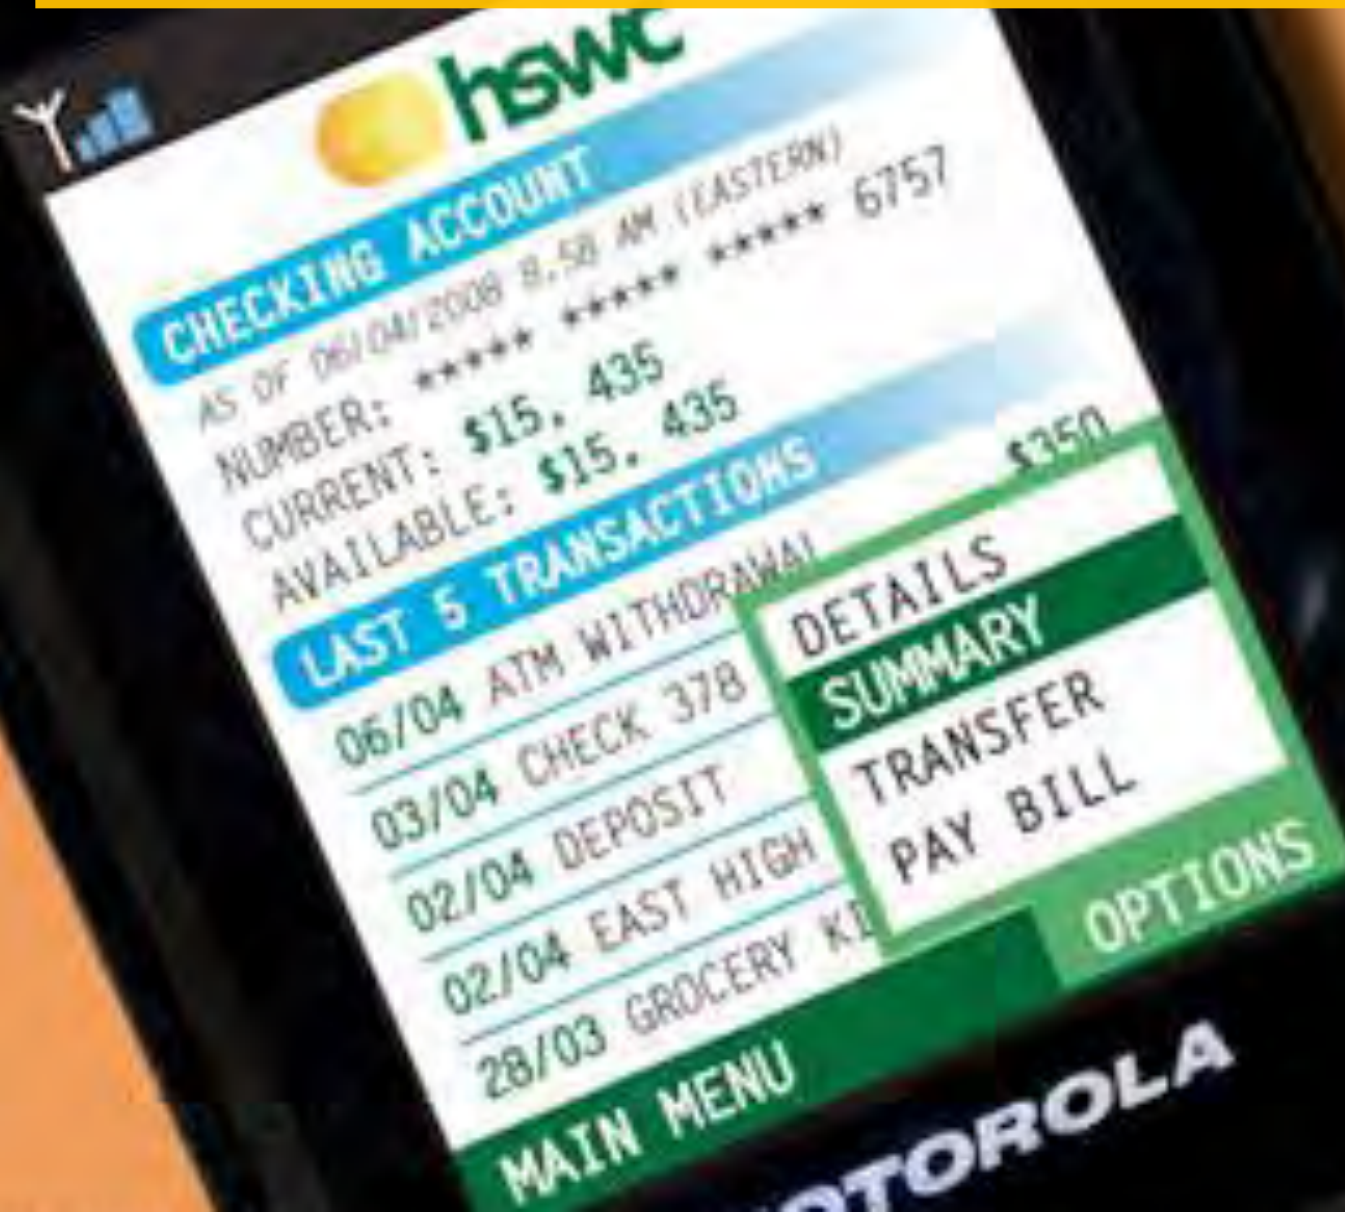 hswc
CHECKING ACCOUNT
AS OF 06/04/2008 8.58 AM (EASTERN)
NUMBER: ***** ***** ***** 6757
CURRENT: $15, 435
AVAILABLE: $15, 435
LAST 5 TRANSACTIONS
06/04 ATM WITHDRAWAL $350
03/04 CHECK 378
02/04 DEPOSIT
02/04 EAST HIGH
28/03 GROCERY KI
DETAILS
SUMMARY
TRANSFER
PAY BILL
MAIN MENU OPTIONS
MOTOROLA